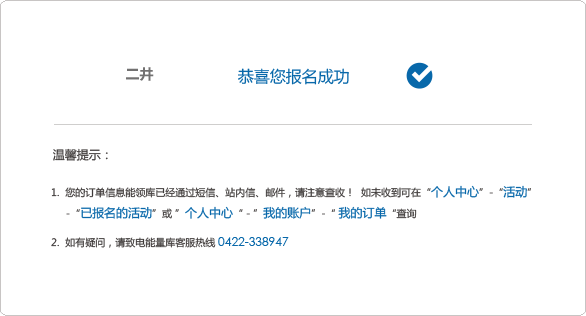 二井 恭喜您报名成功
温馨提示：
1. 您的订单信息能领库已经通过短信、站内信、邮件，请注意查收！ 如未收到可在“个人中心”-“活动”
-“已报名的活动”或 ”个人中心 “ - ” 我的账户” -“ 我的订单 “查询
2. 如有疑问，请致电能量库客服热线 0422-338947